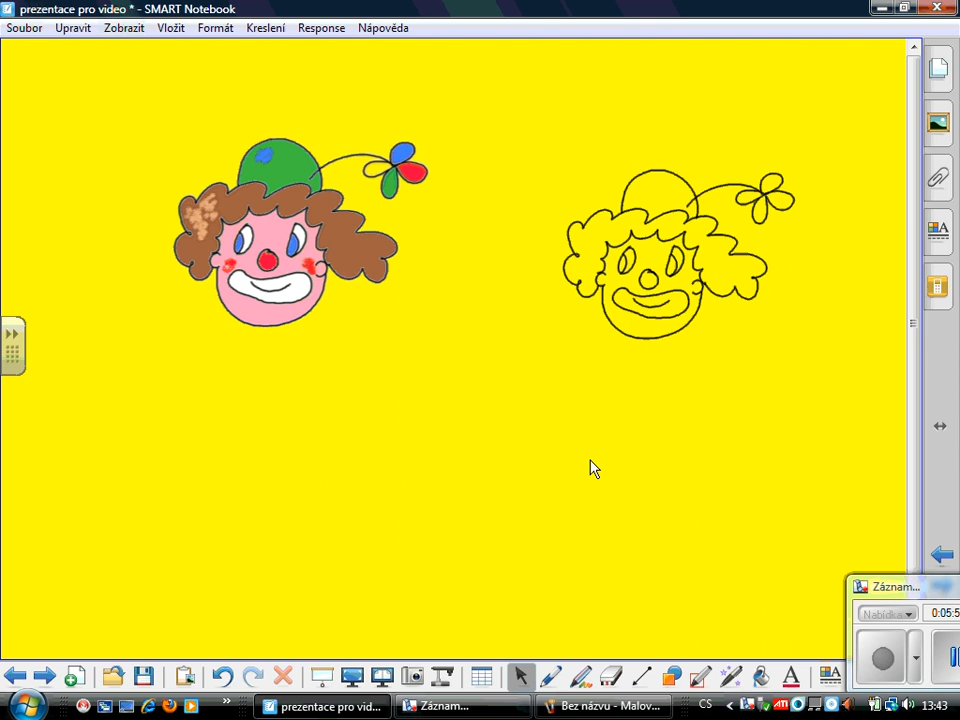 prezentace pro video * - SMART Notebook
Soubor Upravit Zobrazit Vložit Formát Kreslení Response Nápověda
Záznam...
Nabídka
0:05:5
A
prezentace pro vid...
Záznam...
Bez názvu - Malov...
CS
ATI
13:43